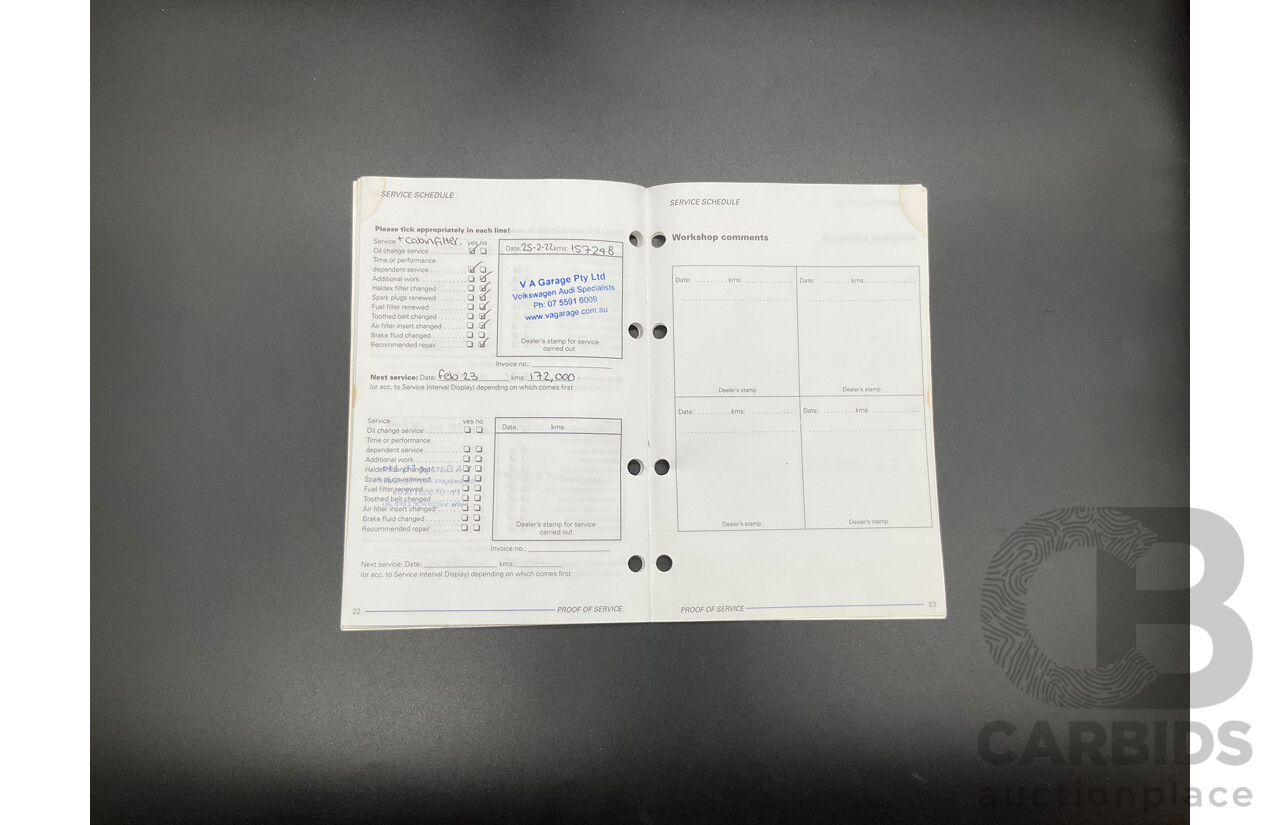 SERVICE SCHEDULE
Please tick appropriately in each line!
Service + cabin filter. yes no
Oil change service
Time or performance
dependent service
Additional work
Haldex filter changed
Spark plugs renewed
Fuel filter renewed
Toothed belt changed
Air filter insert changed
Brake fluid changed
Recommended repair
Date: 25-2-22 kms: 157248
V A Garage Pty Ltd
Volkswagen Audi Specialists
Ph: 07 5591 6009
www.vagarage.com.au
Dealer's stamp for service
carried out
Invoice no.:
Next service: Date: Feb 23 kms: 172,000
(or acc. to Service Interval Display) depending on which comes first
Service yes no
Oil change service
Time or performance
dependent service
Additional work
Haldex filter changed
Spark plugs renewed
Fuel filter renewed
Toothed belt changed
Air filter insert changed
Brake fluid changed
Recommended repair
Date: kms:
Dealer's stamp for service
carried out
Invoice no.:
Next service: Date: kms:
(or acc. to Service Interval Display) depending on which comes first
22 PROOF OF SERVICE
SERVICE SCHEDULE
Workshop comments
Date: kms:
Dealer's stamp
Date: kms:
Dealer's stamp
Date: kms:
Dealer's stamp
Date: kms:
Dealer's stamp
PROOF OF SERVICE 23
CARBIDS
auctionplace